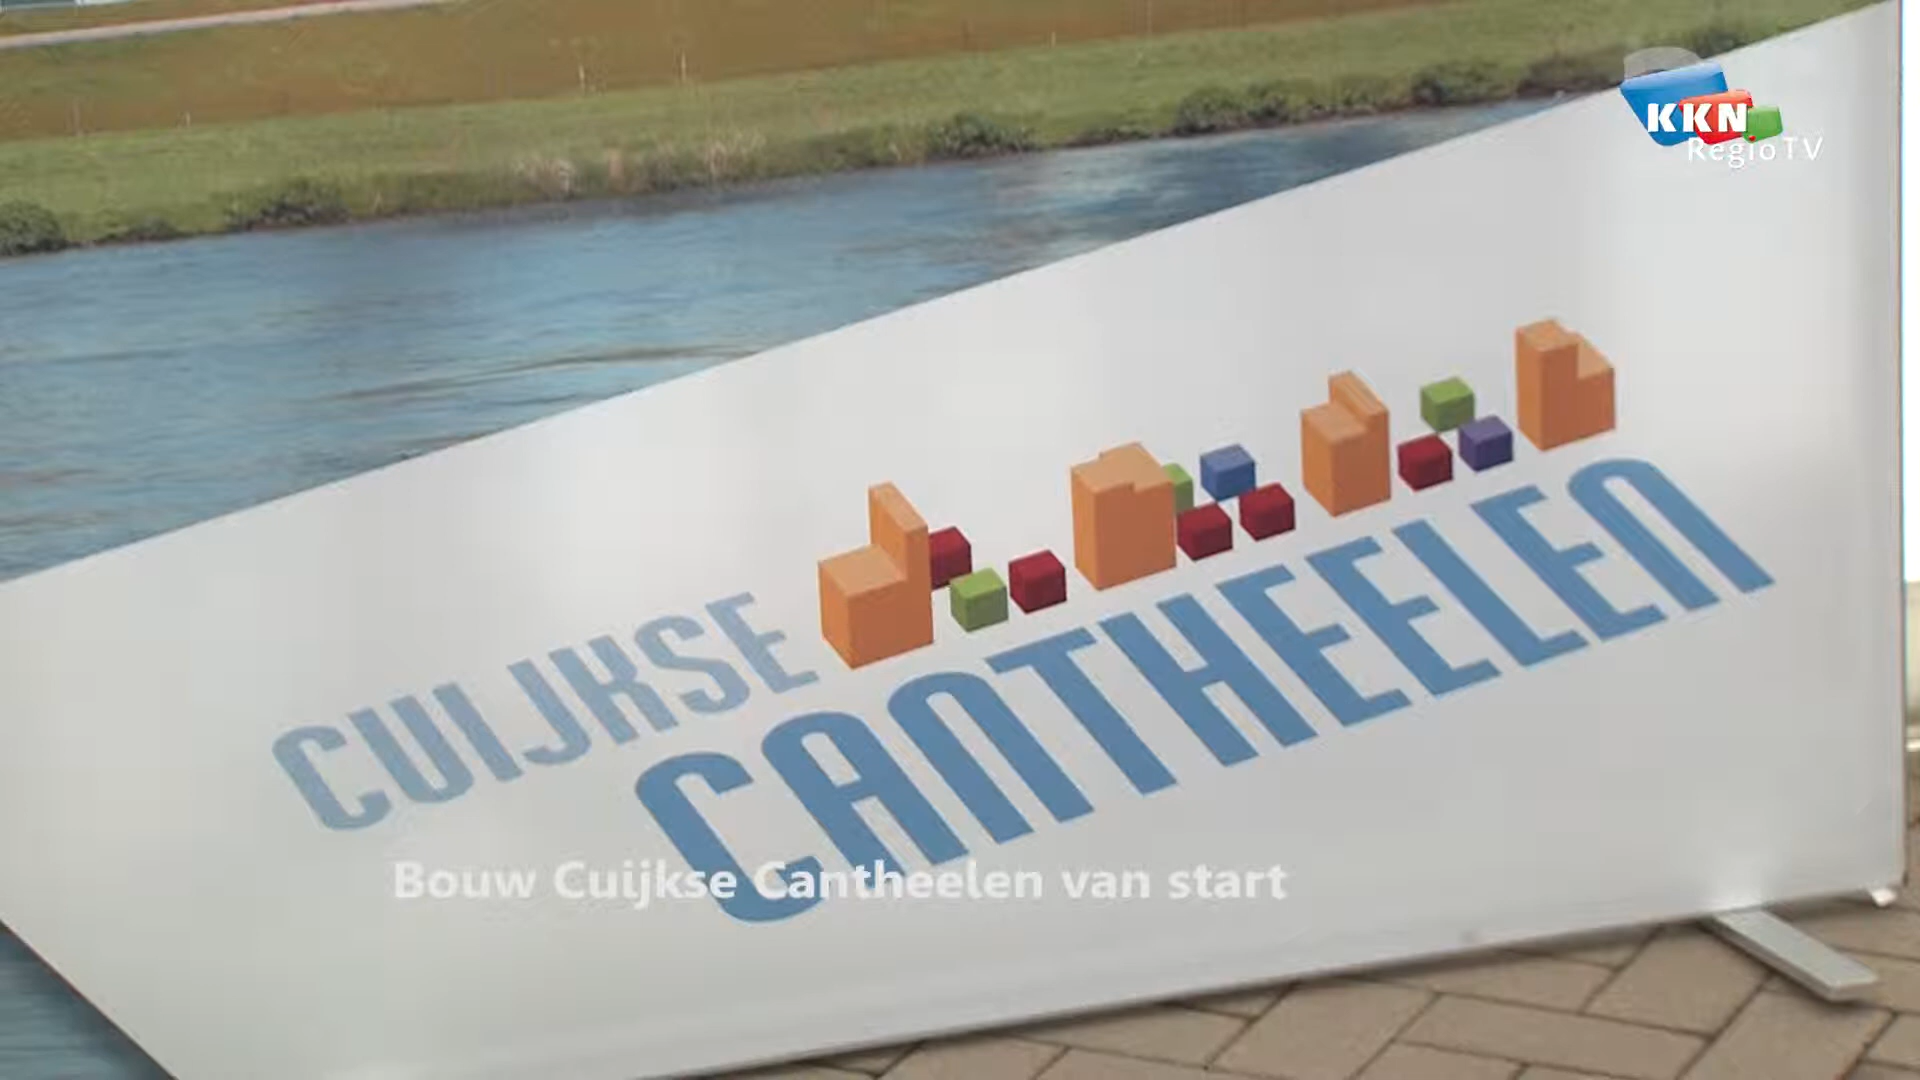 KKN
RegioTV
CUIJKSE
CANTHEELEN
Bouw Cuijkse Cantheelen van start